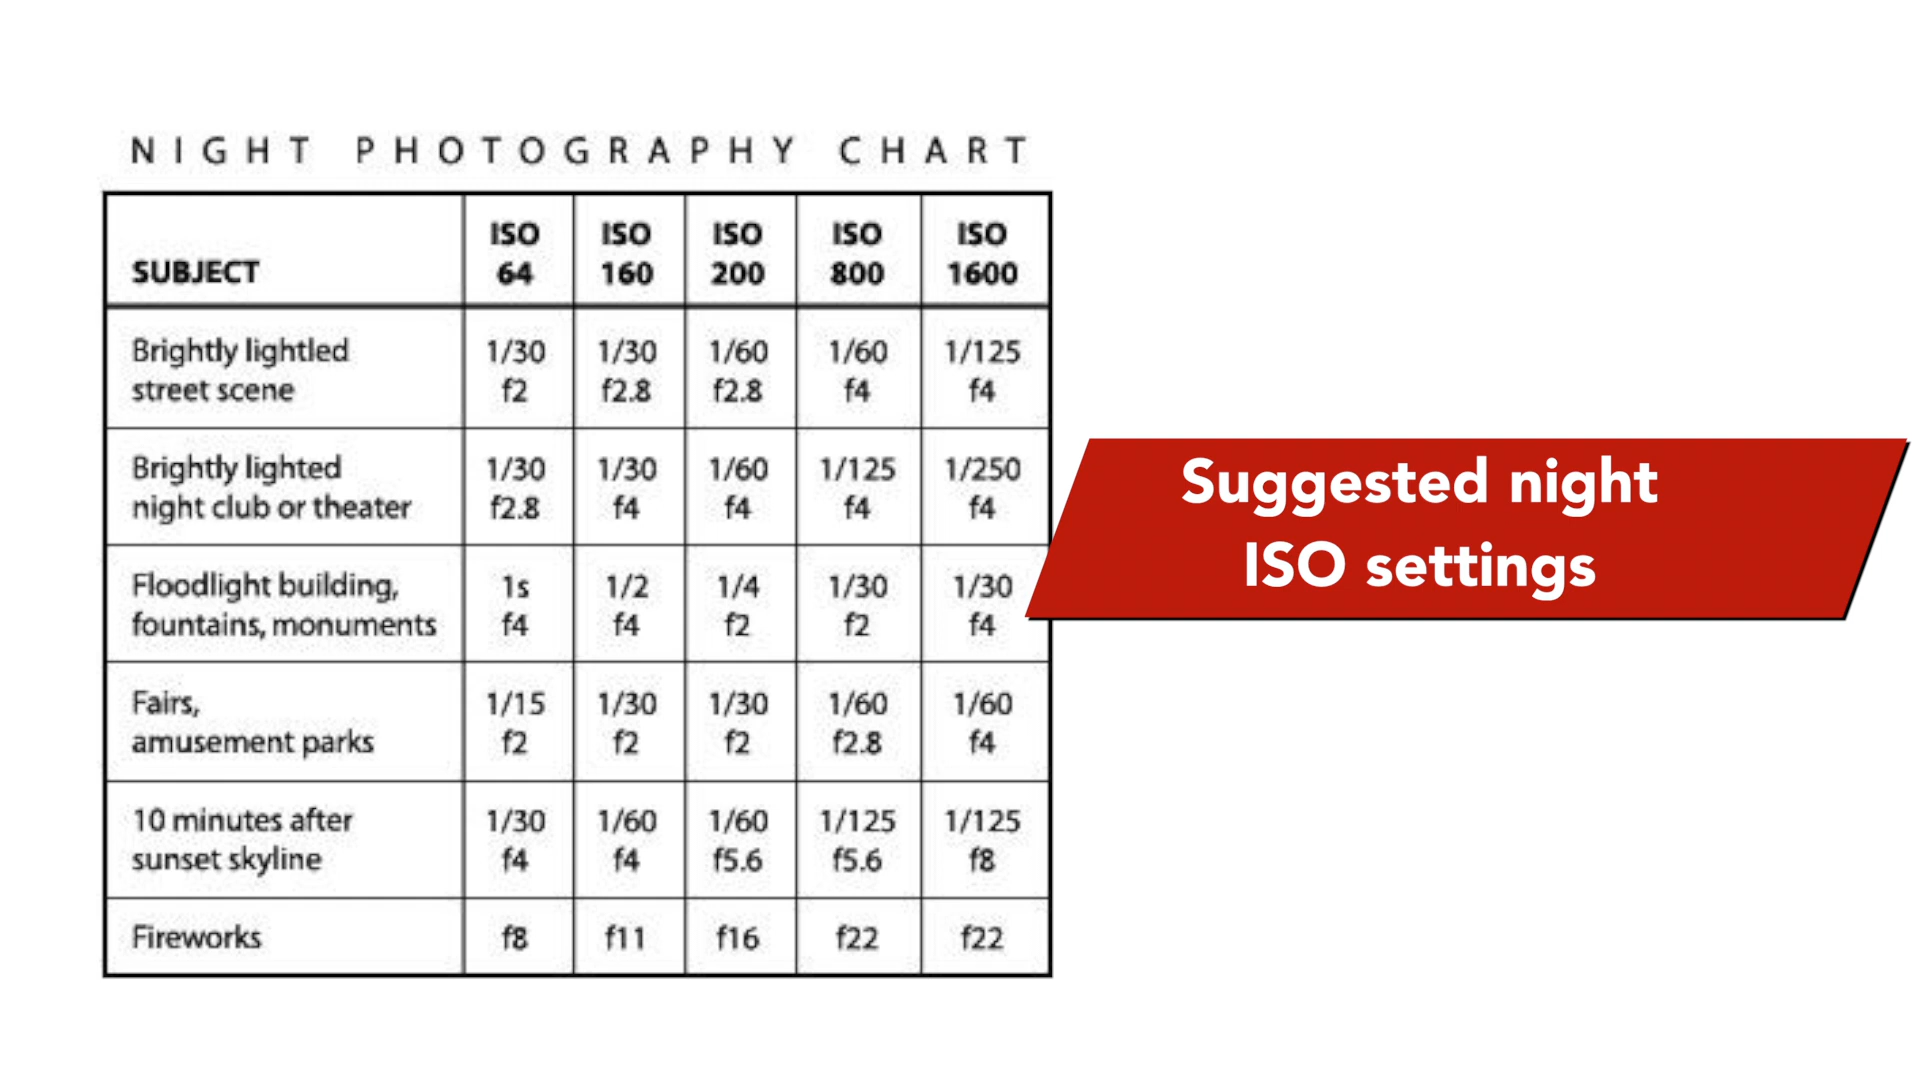 NIGHT PHOTOGRAPHY CHART
SUBJECT ISO 64 ISO 160 ISO 200 ISO 800 ISO 1600
Brightly lightled street scene 1/30 f2 1/30 f2.8 1/60 f2.8 1/60 f4 1/125 f4
Brightly lighted night club or theater 1/30 f2.8 1/30 f4 1/60 f4 1/125 f4 1/250 f4
Floodlight building, fountains, monuments 1s f4 1/2 f4 1/4 f2 1/30 f2 1/30 f4
Fairs, amusement parks 1/15 f2 1/30 f2 1/30 f2 1/60 f2.8 1/60 f4
10 minutes after sunset skyline 1/30 f4 1/60 f4 1/60 f5.6 1/125 f5.6 1/125 f8
Fireworks f8 f11 f16 f22 f22
Suggested night
ISO settings